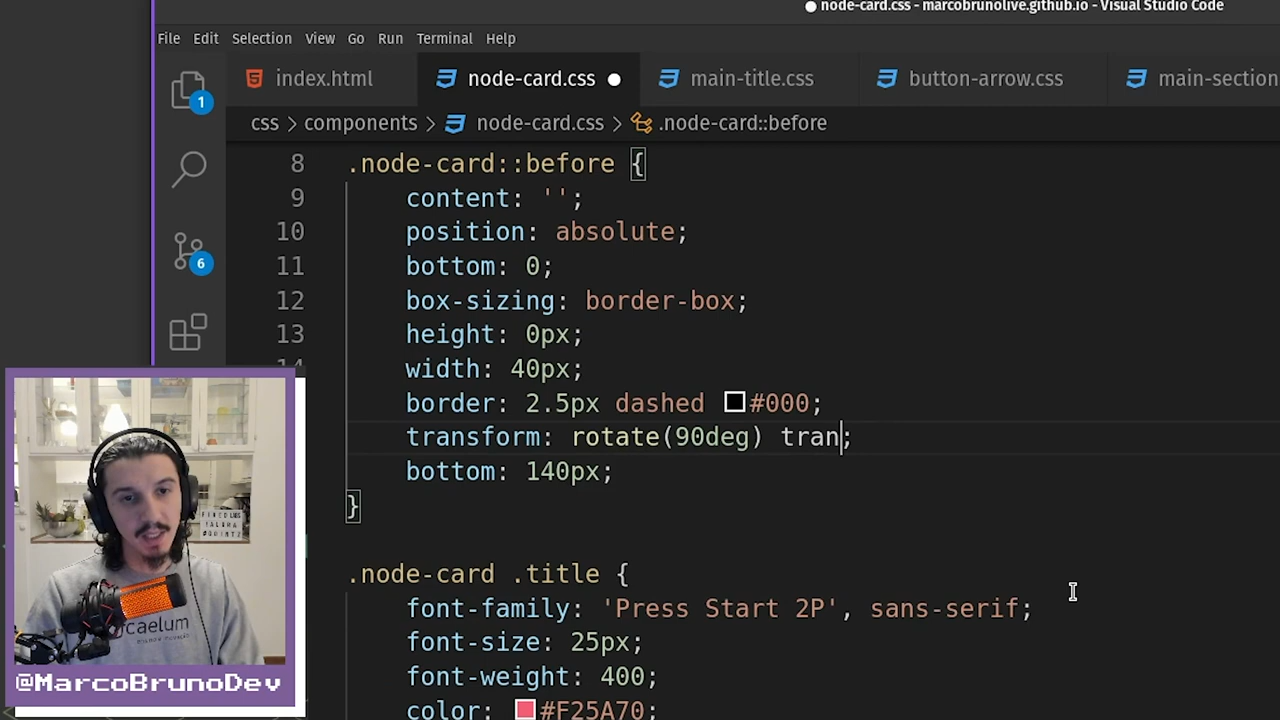 node-card.css - marcobrunolive.github.io - Visual Studio Code
File Edit Selection View Go Run Terminal Help
index.html node-card.css main-title.css button-arrow.css main-section
1
css > components > node-card.css > .node-card::before
8 .node-card::before {
9 content: '';
10 position: absolute;
6
11 bottom: 0;
12 box-sizing: border-box;
13 height: 0px;
14 width: 40px;
border: 2.5px dashed #000;
transform: rotate(90deg) tran;
bottom: 140px;
}
.node-card .title {
font-family: 'Press Start 2P', sans-serif;
font-size: 25px;
font-weight: 400;
color: #F25A70;
caelum
@MarcoBrunoDev